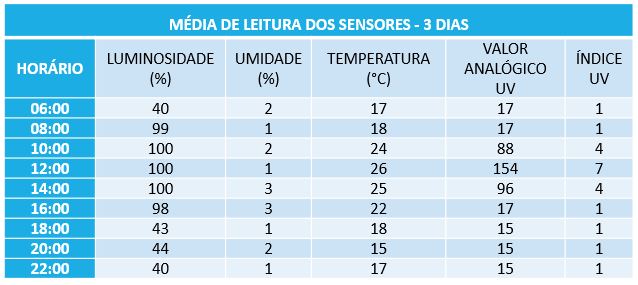 MÉDIA DE LEITURA DOS SENSORES - 3 DIAS
HORÁRIO LUMINOSIDADE (%) UMIDADE (%) TEMPERATURA (°C) VALOR ANALÓGICO UV ÍNDICE UV
06:00 40 2 17 17 1
08:00 99 1 18 17 1
10:00 100 2 24 88 4
12:00 100 1 26 154 7
14:00 100 3 25 96 4
16:00 98 3 22 17 1
18:00 43 1 18 15 1
20:00 44 2 15 15 1
22:00 40 1 17 15 1